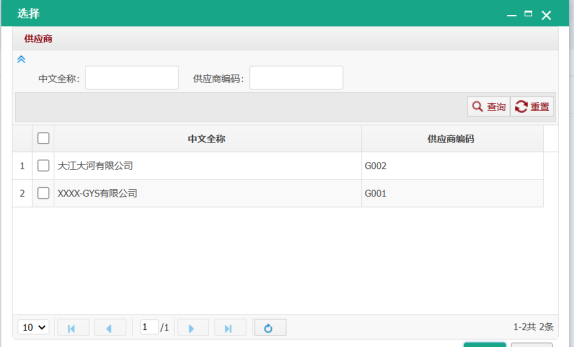 选择
供应商
中文全称: 供应商编码:
查询 重置
中文全称 供应商编码
1 大江大河有限公司 G002
2 XXXX-GYS有限公司 G001
10 1 /1 1-2共 2条